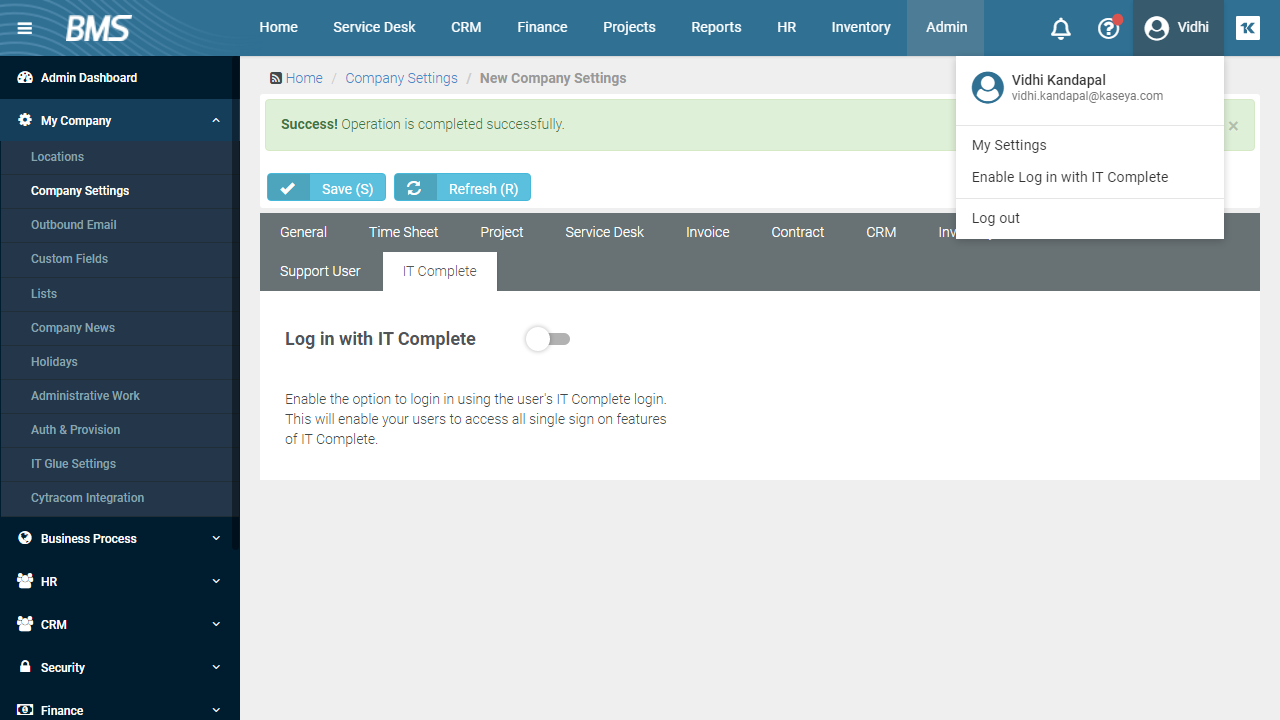 BMS
Home
Service Desk
CRM
Finance
Projects
Reports
HR
Inventory
Admin
Vidhi
Vidhi Kandapal
vidhi.kandapal@kaseya.com
My Settings
Enable Log in with IT Complete
Log out
Admin Dashboard
My Company
Locations
Company Settings
Outbound Email
Custom Fields
Lists
Company News
Holidays
Administrative Work
Auth & Provision
IT Glue Settings
Cytracom Integration
Business Process
HR
CRM
Security
Finance
Home / Company Settings / New Company Settings
Success! Operation is completed successfully.
×
Save (S)
Refresh (R)
General
Time Sheet
Project
Service Desk
Invoice
Contract
CRM
Support User
IT Complete
Log in with IT Complete
Enable the option to login in using the user's IT Complete login.
This will enable your users to access all single sign on features
of IT Complete.